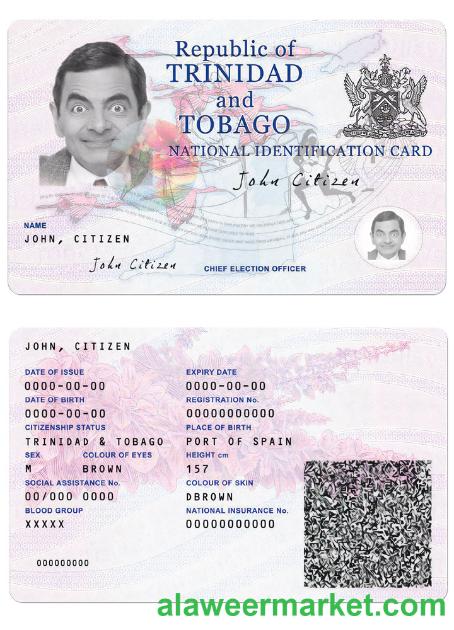 Republic of
TRINIDAD
and
TOBAGO
NATIONAL IDENTIFICATION CARD
John Citizen
NAME
JOHN, CITIZEN
John Citizen
CHIEF ELECTION OFFICER
JOHN, CITIZEN
DATE OF ISSUE EXPIRY DATE
0000-00-00 0000-00-00
DATE OF BIRTH REGISTRATION No.
0000-00-00 00000000000
CITIZENSHIP STATUS PLACE OF BIRTH
TRINIDAD & TOBAGO PORT OF SPAIN
SEX COLOUR OF EYES HEIGHT cm
M BROWN 157
SOCIAL ASSISTANCE No. COLOUR OF SKIN
00/000 0000 DBROWN
BLOOD GROUP NATIONAL INSURANCE No.
XXXXX 00000000000
000000000
alaweermarket.com